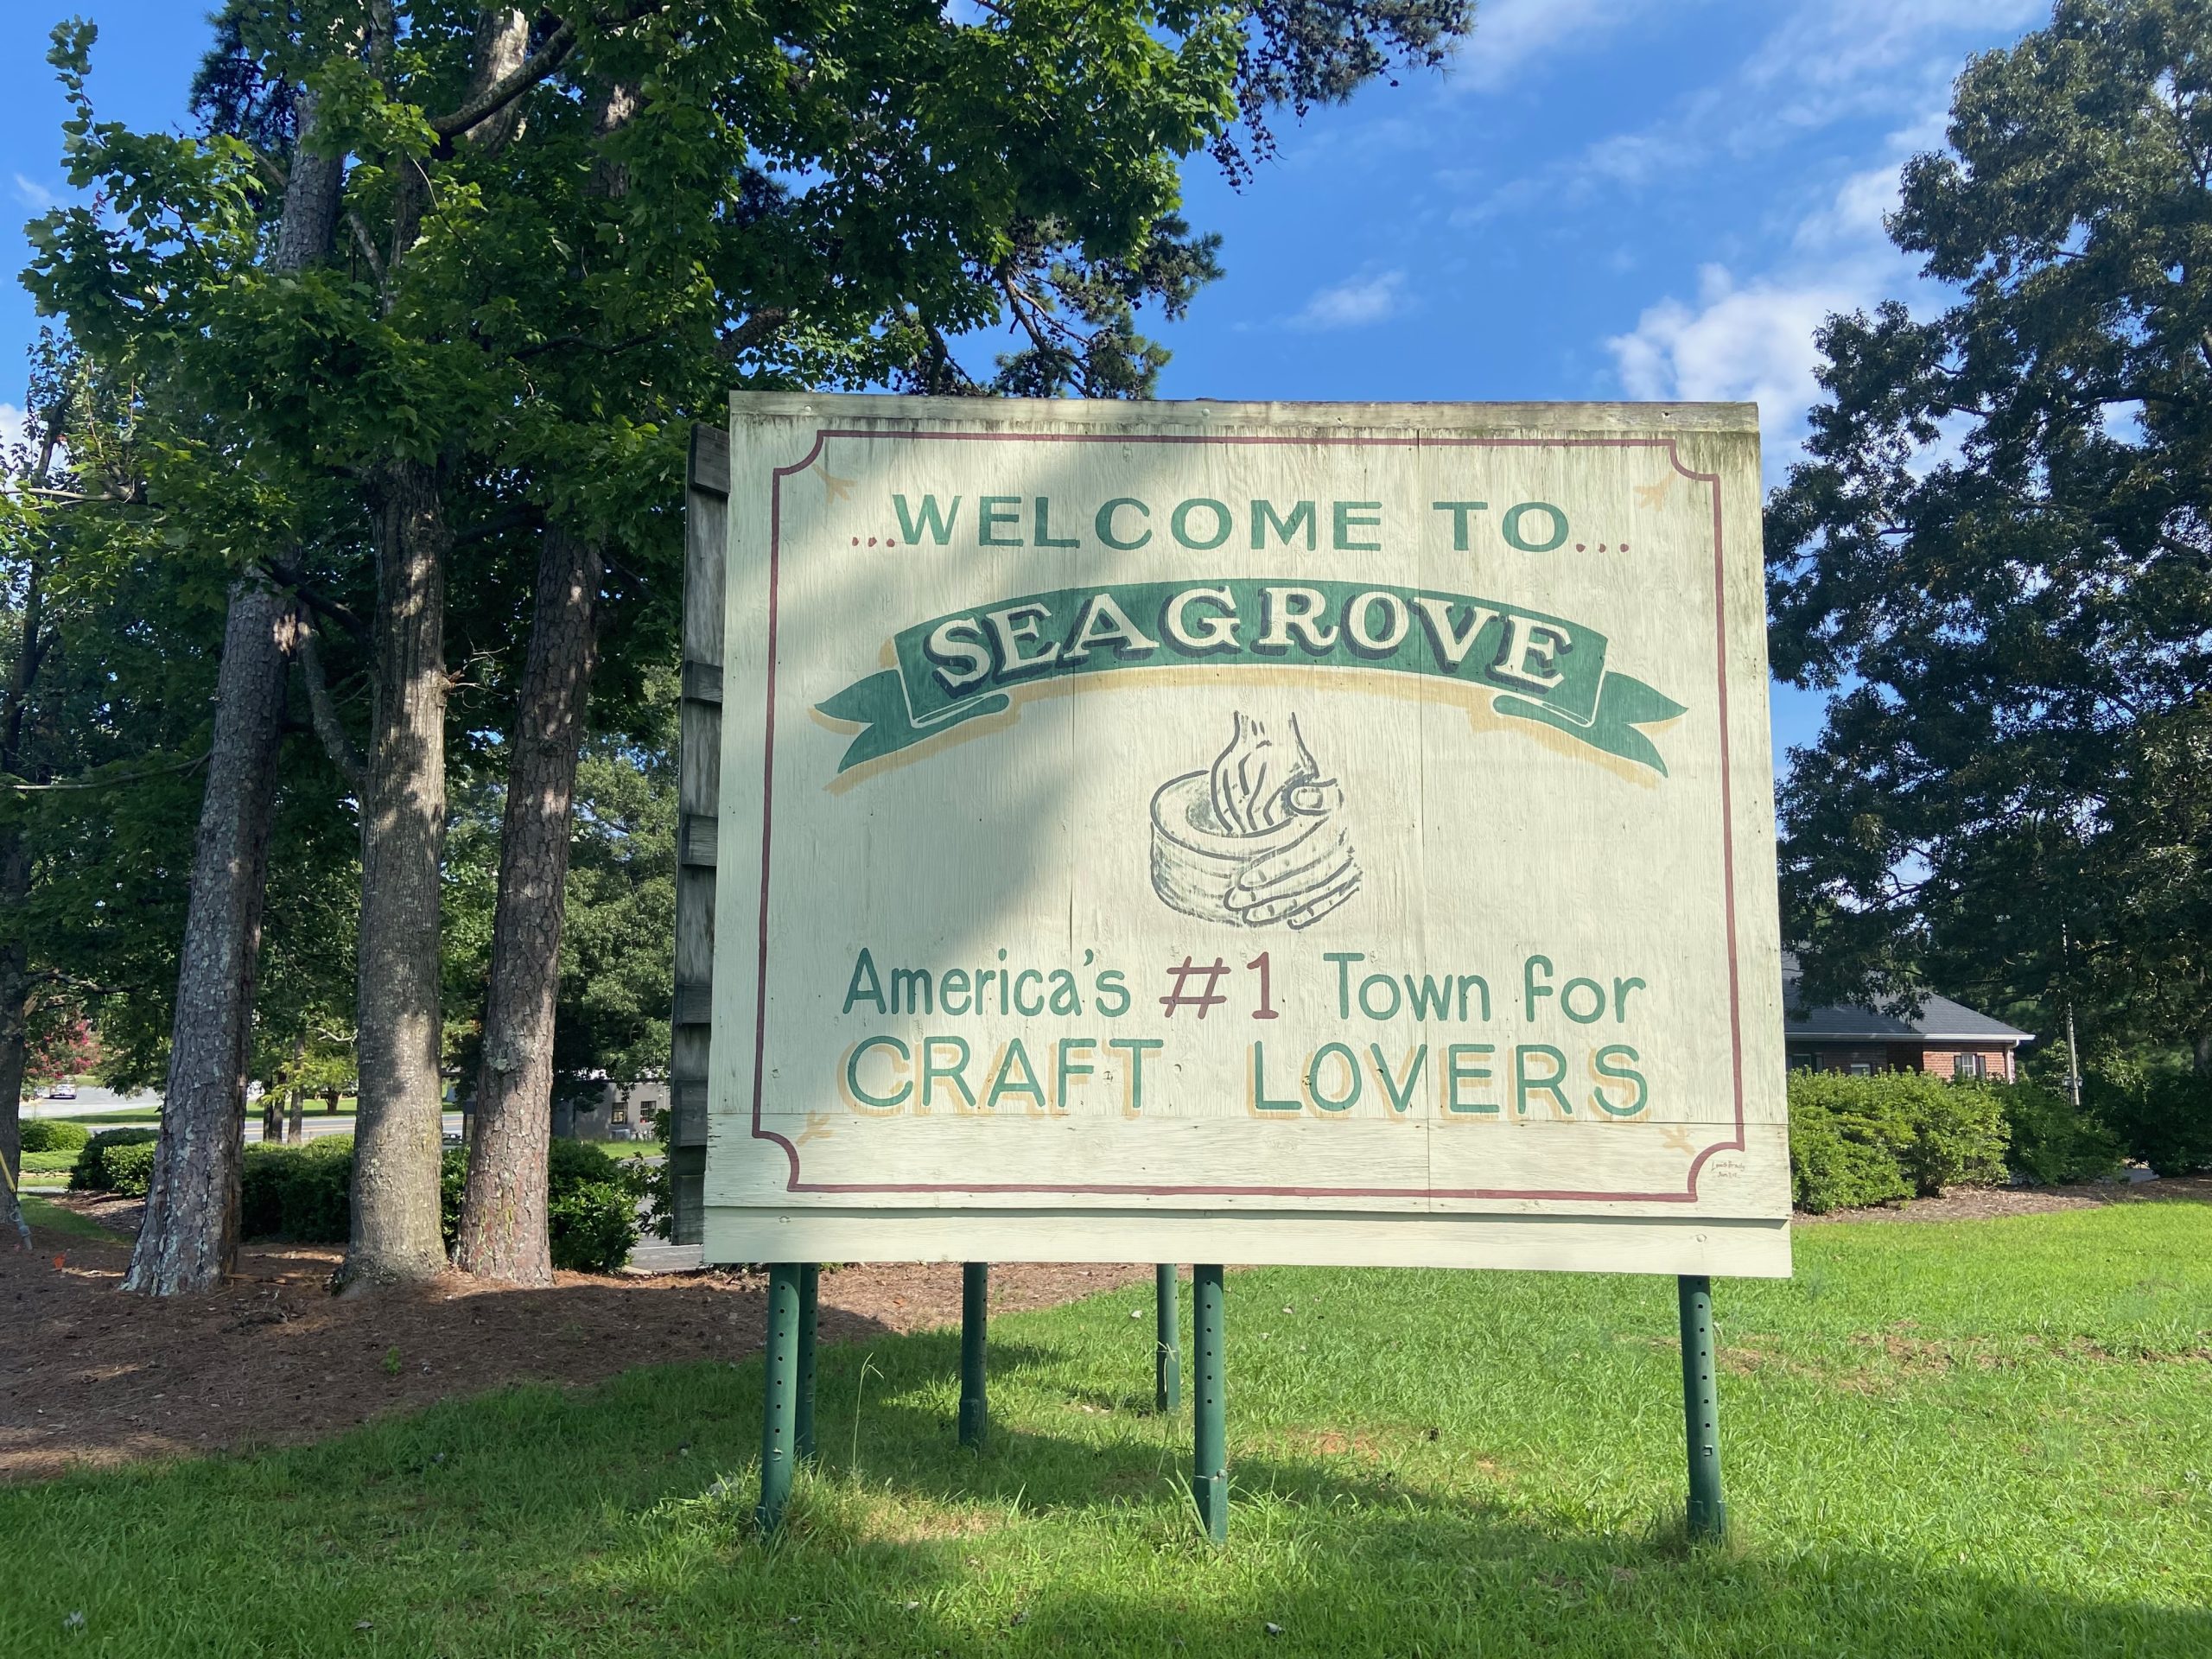 ...WELCOME TO...
SEAGROVE
America's #1 Town for
CRAFT LOVERS